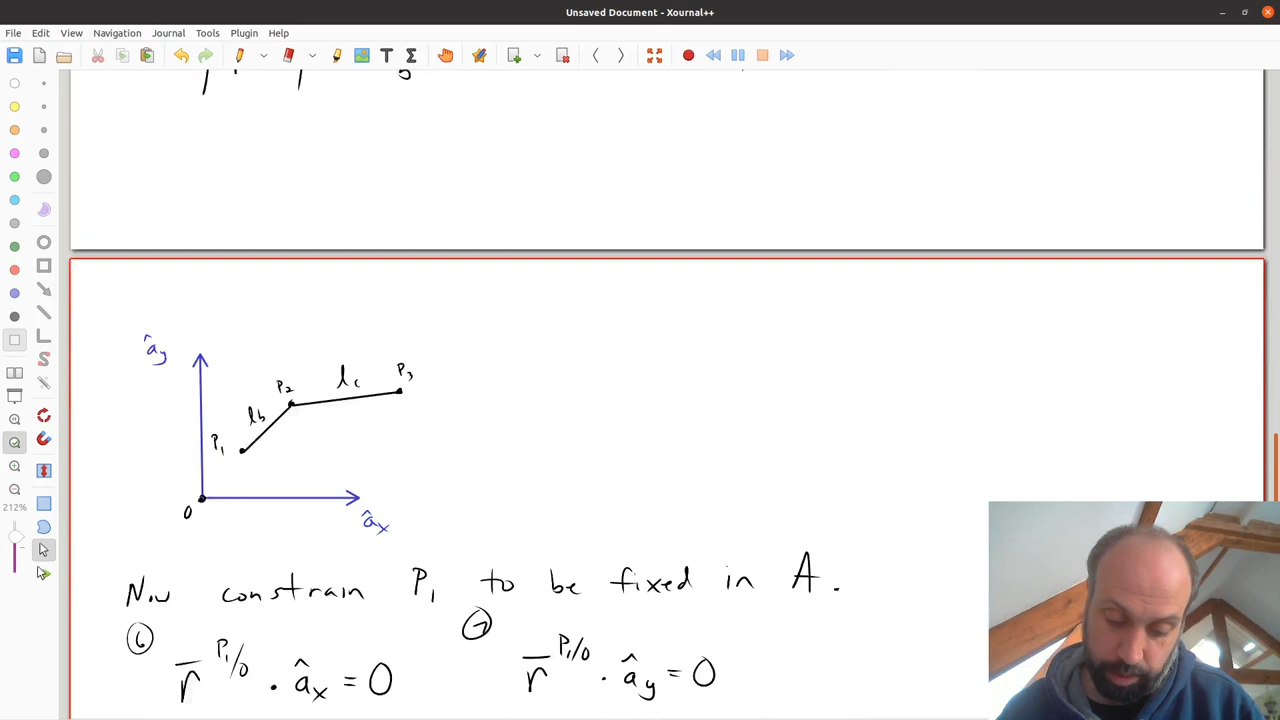 Unsaved Document - Xournal++
File Edit View Navigation Journal Tools Plugin Help
212%
â_y
P₂
l_c
P₃
l_b
P₁
0
â_x
Now constrain P₁ to be fixed in A.
⑥ r̄^{P₁/0} · â_x = 0
⑦ r̄^{P₁/0} · â_y = 0